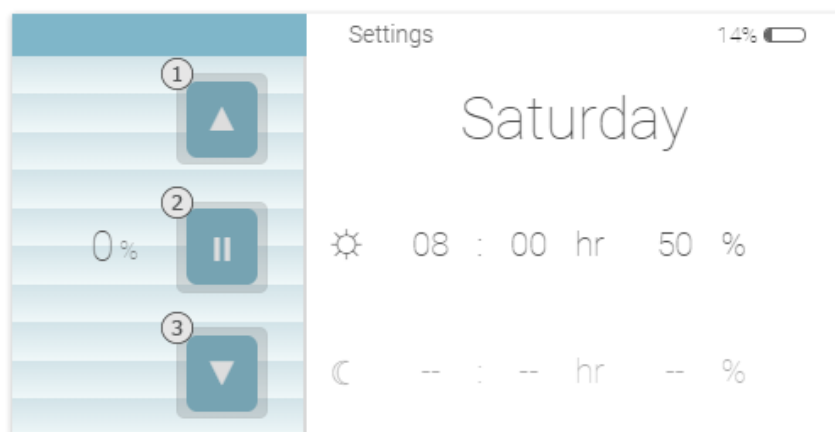 Settings 14%
Saturday
1
2
3
0 %
08 : 00 hr 50 %
-- : -- hr -- %